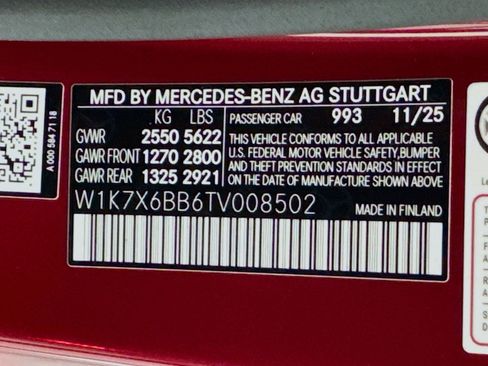 MFD BY MERCEDES-BENZ AG STUTTGART
KG LBS PASSENGER CAR 993 11/25
GVWR 2550 5622
GAWR FRONT 1270 2800
GAWR REAR 1325 2921
THIS VEHICLE CONFORMS TO ALL APPLICABLE
U.S. FEDERAL MOTOR VEHICLE SAFETY, BUMPER
AND THEFT PREVENTION STANDARDS IN EFFECT
ON THE DATE OF MANUFACTURE SHOWN ABOVE
W1K7X6BB6TV008502 MADE IN FINLAND
A 000 584 71 18